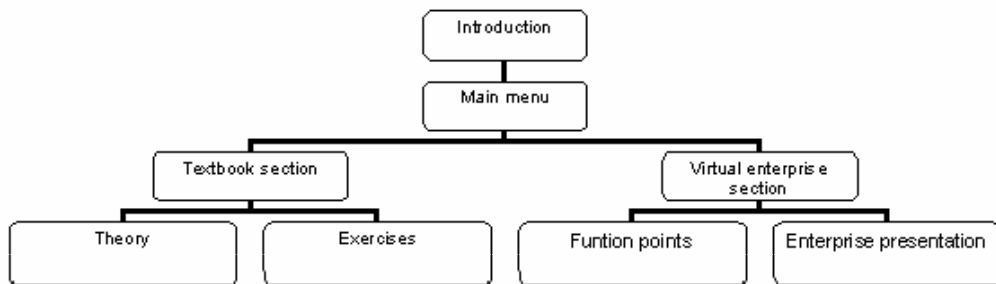 Introduction
Main menu
Textbook section
Virtual enterprise
section
Theory
Exercises
Funtion points
Enterprise presentation